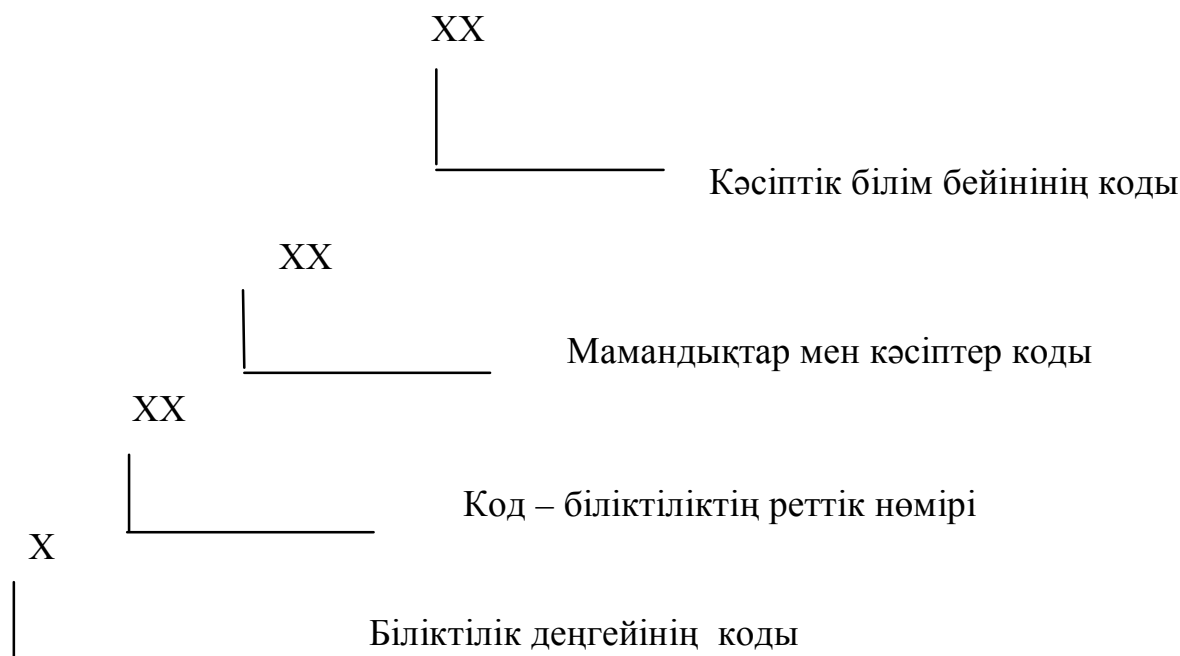 XX
Кәсіптік білім бейінінің коды
XX
Мамандықтар мен кәсіптер коды
XX
Код – біліктіліктің реттік нөмірі
X
Біліктілік деңгейінің коды